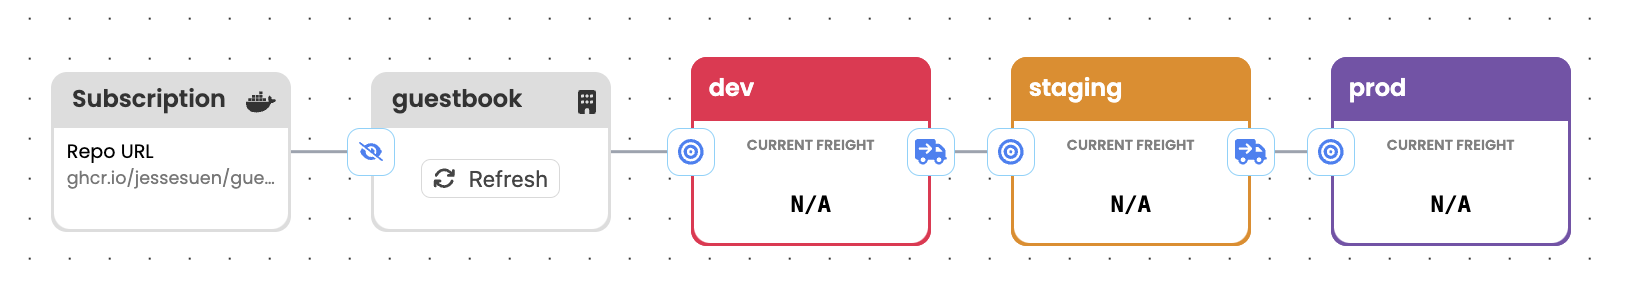 Subscription
Repo URL
ghcr.io/jessesuen/gue...
guestbook
Refresh
dev
CURRENT FREIGHT
N/A
staging
CURRENT FREIGHT
N/A
prod
CURRENT FREIGHT
N/A